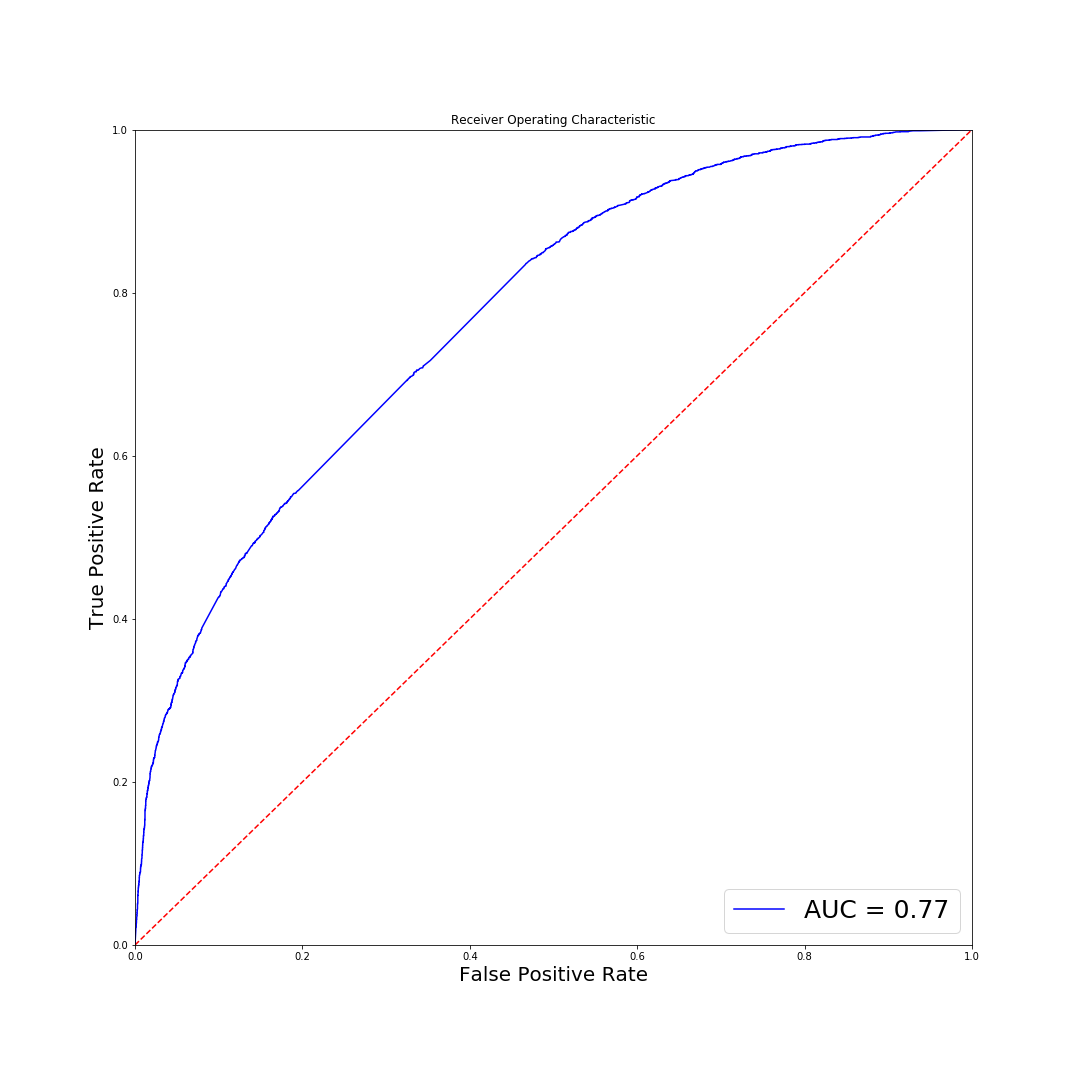 Receiver Operating Characteristic
1.0
0.8
0.6
0.4
0.2
0.0
True Positive Rate
AUC = 0.77
0.0 0.2 0.4 0.6 0.8 1.0
False Positive Rate